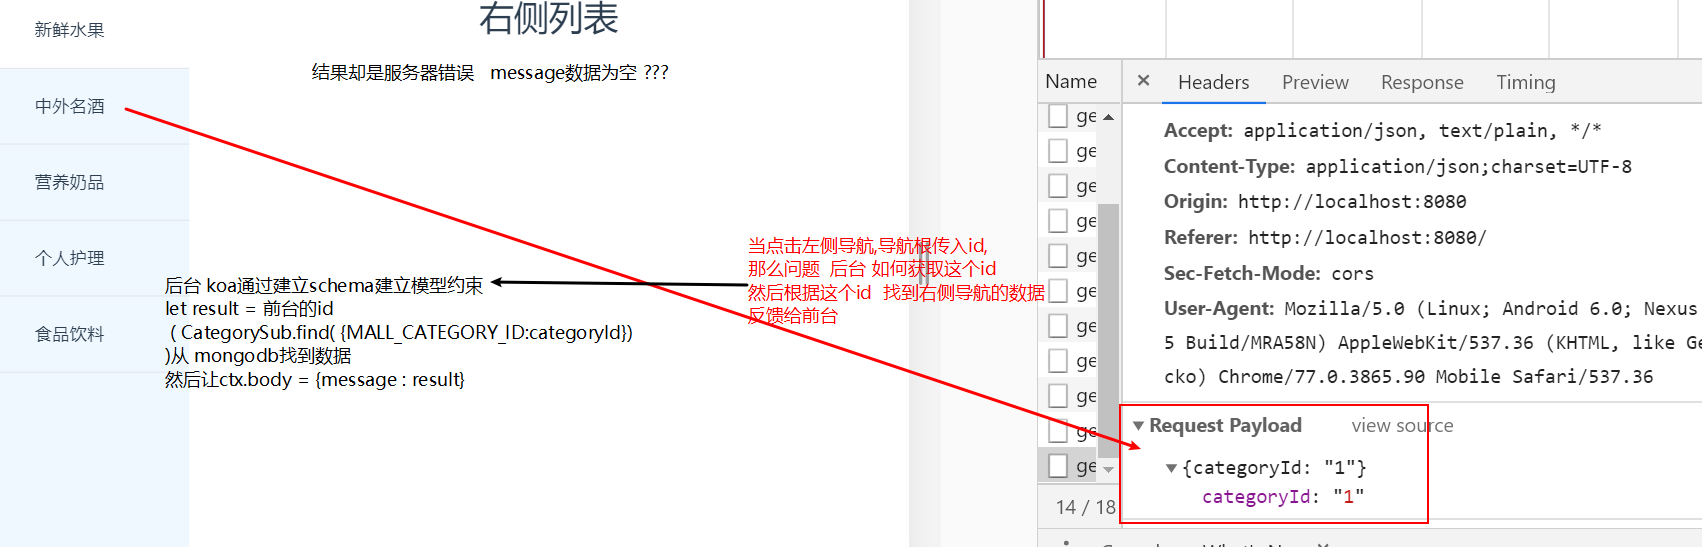 新鲜水果
中外名酒
营养奶品
个人护理
食品饮料
右侧列表
结果却是服务器错误   message数据为空 ???
当点击左侧导航,导航根传入id,
那么问题  后台 如何获取这个id
然后根据这个id  找到右侧导航的数据
反馈给前台
后台 koa通过建立schema建立模型约束
let result = 前台的id
( CategorySub.find( {MALL_CATEGORY_ID:categoryId})
)从 mongodb找到数据
然后让ctx.body = {message : result}
Name
ge
ge
ge
ge
ge
ge
ge
ge
ge
ge
ge
14 / 18
× Headers Preview Response Timing
Accept: application/json, text/plain, */*
Content-Type: application/json;charset=UTF-8
Origin: http://localhost:8080
Referer: http://localhost:8080/
Sec-Fetch-Mode: cors
User-Agent: Mozilla/5.0 (Linux; Android 6.0; Nexus
5 Build/MRA58N) AppleWebKit/537.36 (KHTML, like Ge
cko) Chrome/77.0.3865.90 Mobile Safari/537.36
▼ Request Payload view source
▼ {categoryId: "1"}
categoryId: "1"